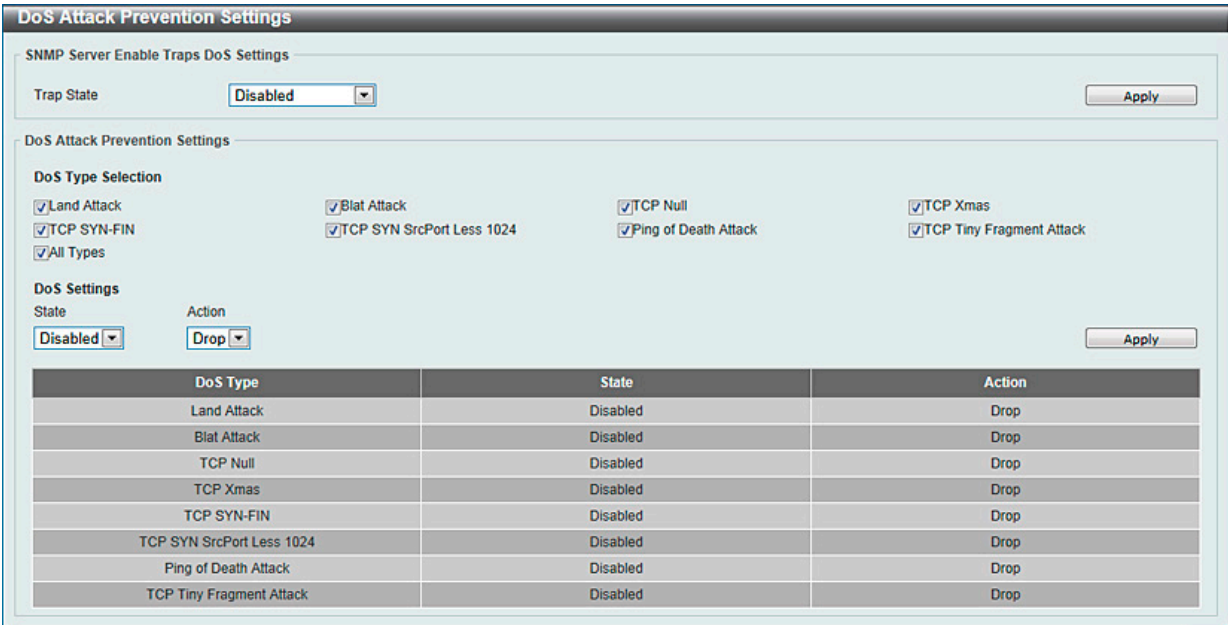 DoS Attack Prevention Settings
SNMP Server Enable Traps DoS Settings
Trap State Disabled Apply
DoS Attack Prevention Settings
DoS Type Selection
Land Attack Blat Attack TCP Null TCP Xmas
TCP SYN-FIN TCP SYN SrcPort Less 1024 Ping of Death Attack TCP Tiny Fragment Attack
All Types
DoS Settings
State Action
Disabled Drop Apply
DoS Type State Action
Land Attack Disabled Drop
Blat Attack Disabled Drop
TCP Null Disabled Drop
TCP Xmas Disabled Drop
TCP SYN-FIN Disabled Drop
TCP SYN SrcPort Less 1024 Disabled Drop
Ping of Death Attack Disabled Drop
TCP Tiny Fragment Attack Disabled Drop